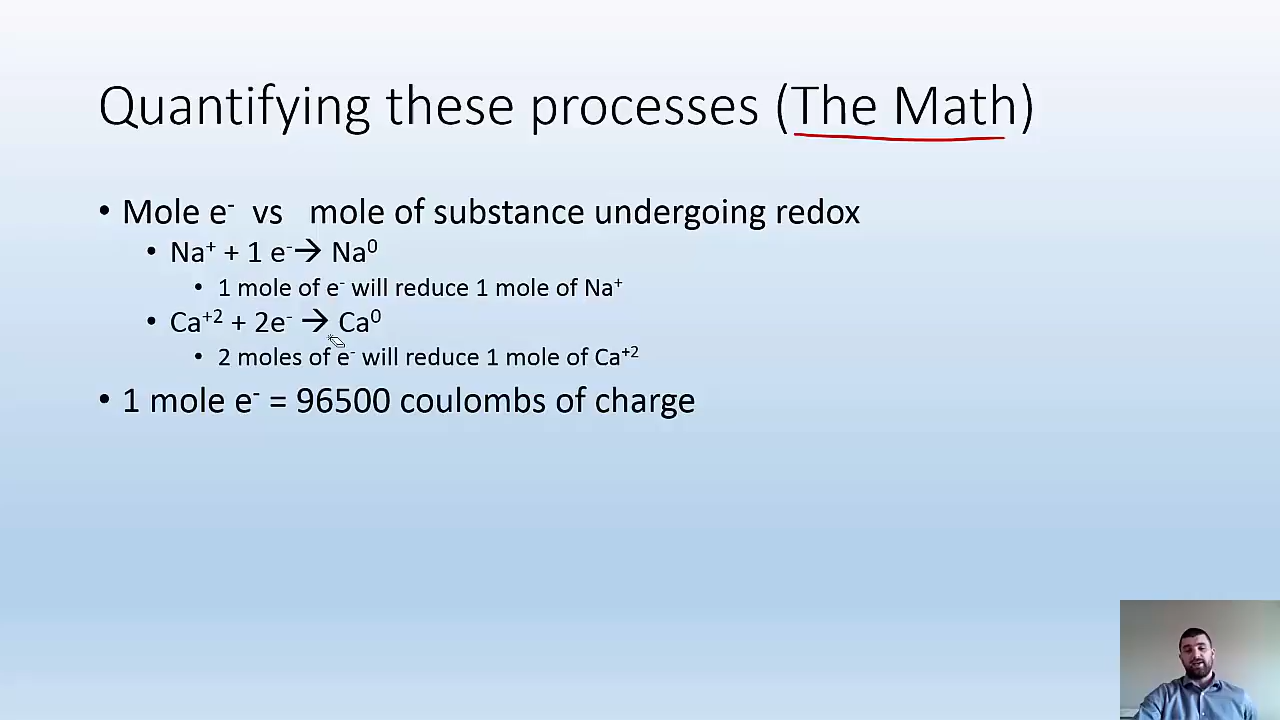 Quantifying these processes (The Math)
• Mole e⁻ vs mole of substance undergoing redox
• Na⁺ + 1 e⁻→ Na⁰
• 1 mole of e⁻ will reduce 1 mole of Na⁺
• Ca⁺² + 2e⁻ → Ca⁰
• 2 moles of e⁻ will reduce 1 mole of Ca⁺²
• 1 mole e⁻ = 96500 coulombs of charge